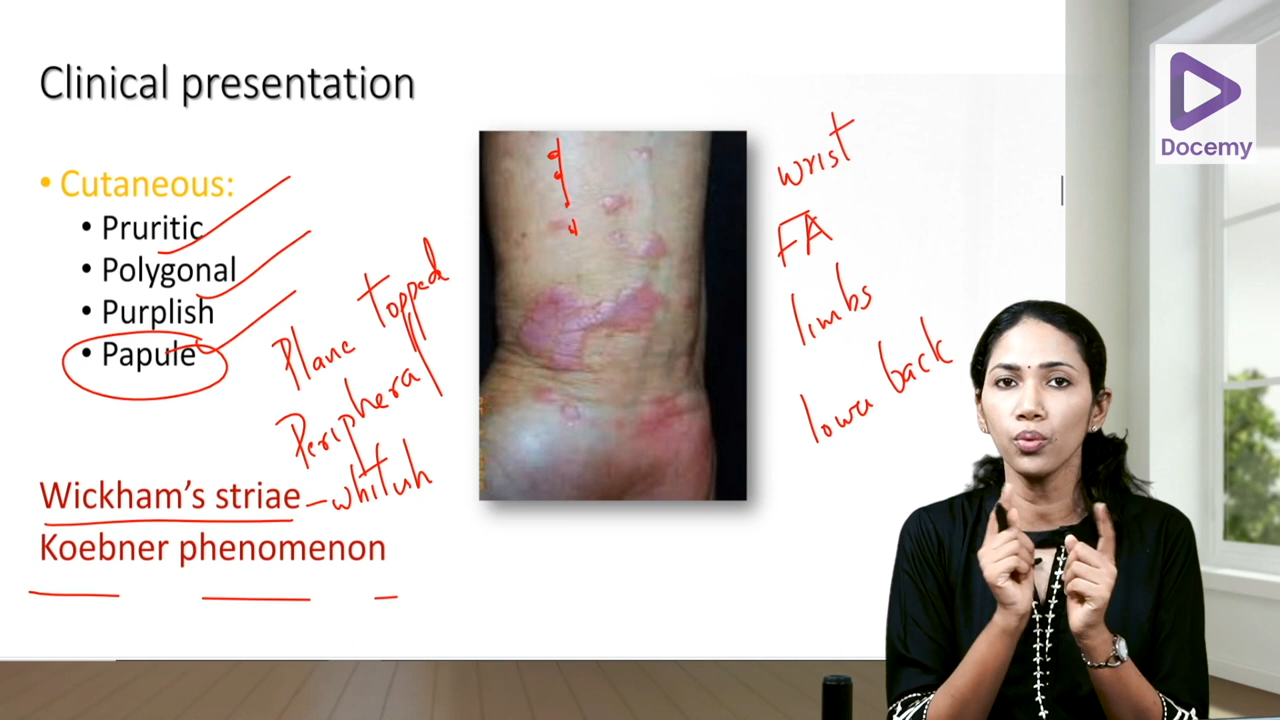 Clinical presentation
• Cutaneous:
• Pruritic
• Polygonal
• Purplish
• Papule
Plane topped
Peripheral
Wickham's striae – whitish
Koebner phenomenon
wrist
FA
limbs
lower back
Docemy